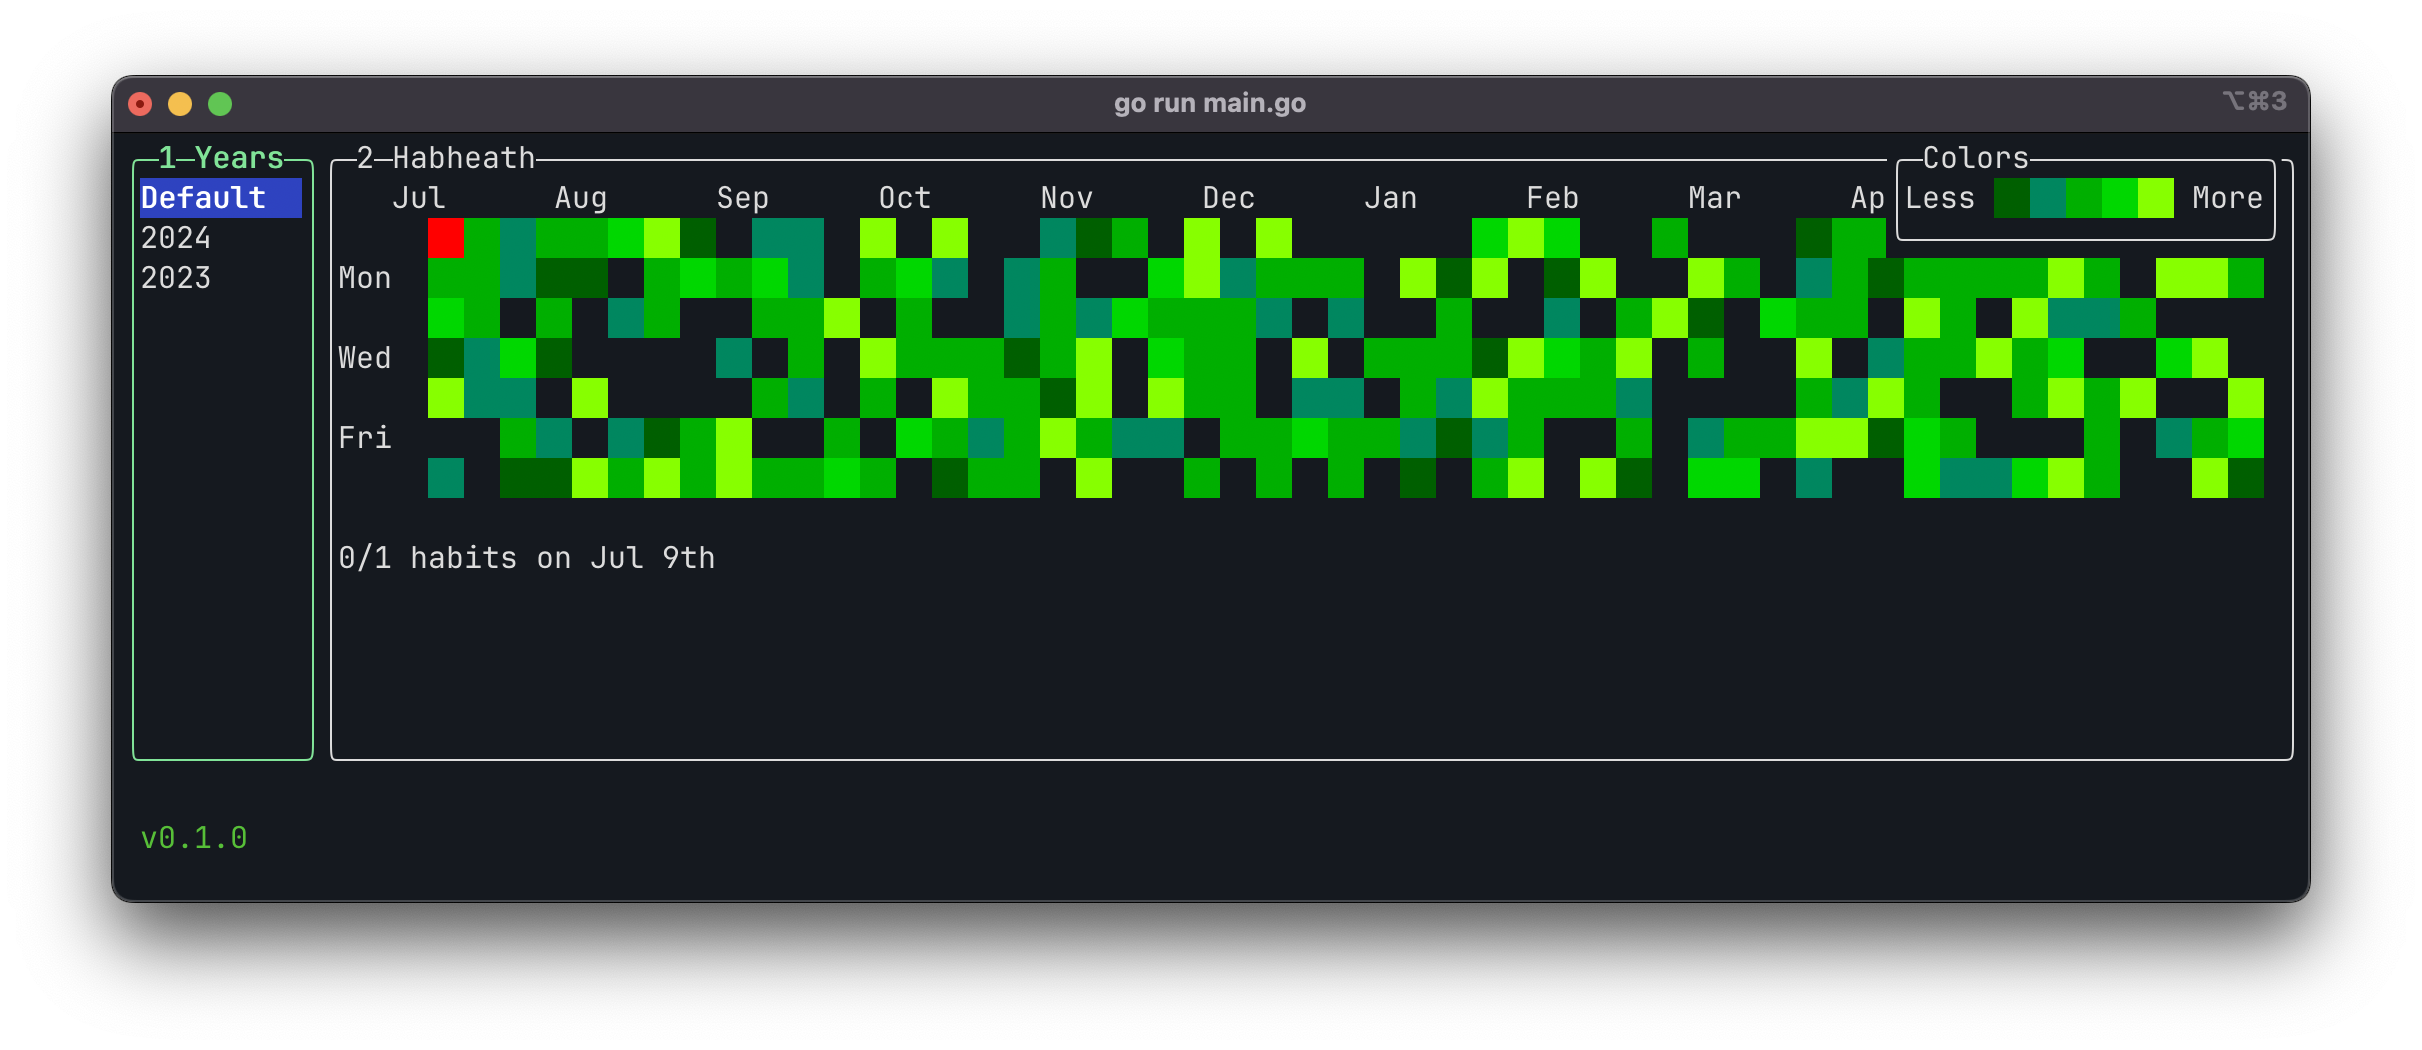 go run main.go
⌥⌘3
1 Years
Default
2024
2023
2 Habheath
Jul Aug Sep Oct Nov Dec Jan Feb Mar Ap
Colors
Less More
Mon
Wed
Fri
0/1 habits on Jul 9th
v0.1.0